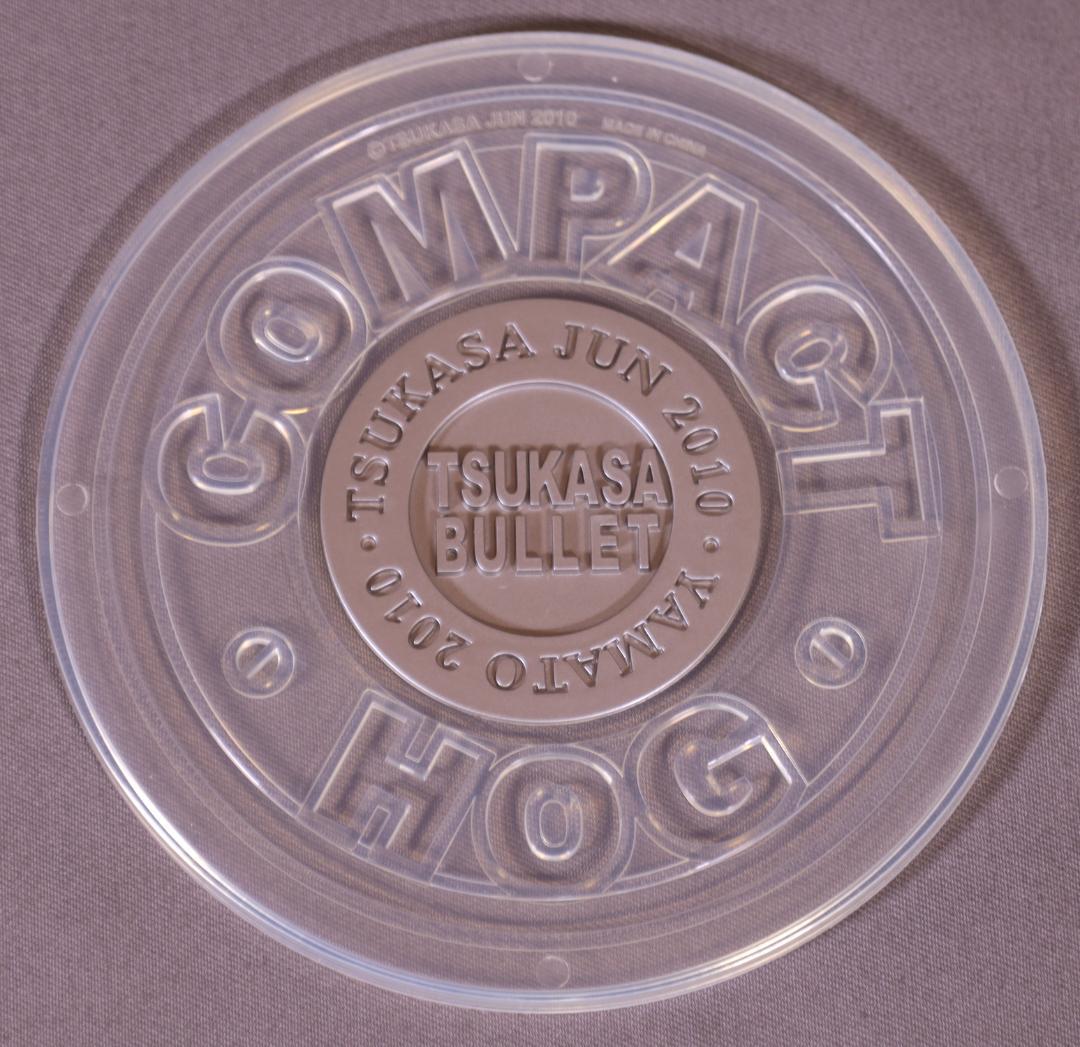 ©TSUKASA JUN 2010 MADE IN CHINA
COMPACT
TSUKASA JUN 2010
TSUKASA
BULLET
· YAMATO 2010 ·
HOG